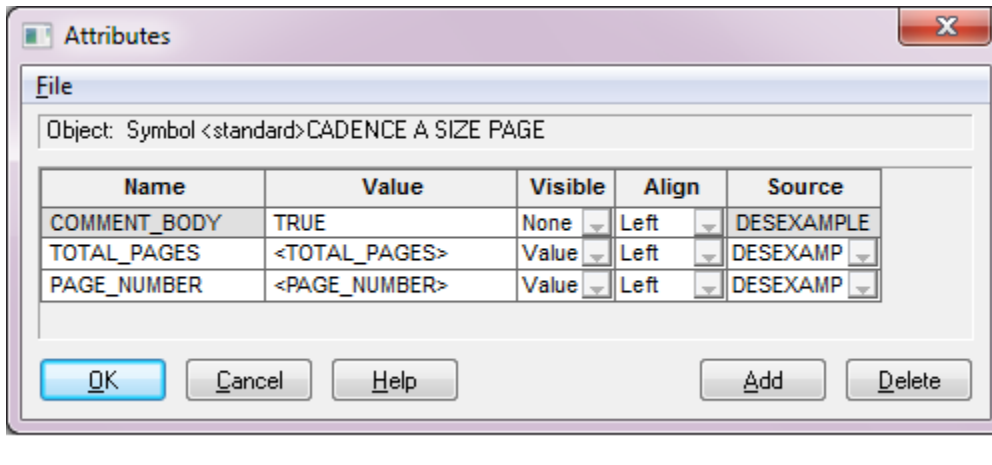 Attributes
File
Object: Symbol <standard>CADENCE A SIZE PAGE
Name Value Visible Align Source
COMMENT_BODY TRUE None Left DESEXAMPLE
TOTAL_PAGES <TOTAL_PAGES> Value Left DESEXAMP
PAGE_NUMBER <PAGE_NUMBER> Value Left DESEXAMP
OK Cancel Help Add Delete